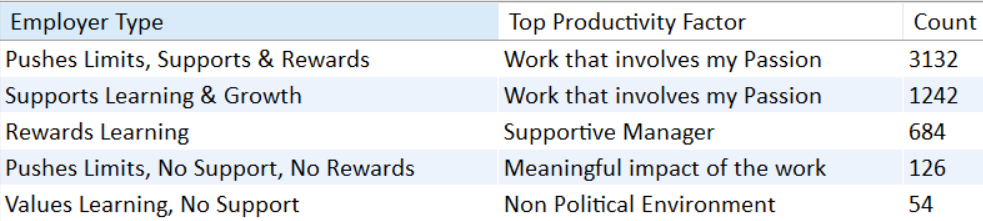 Employer Type Top Productivity Factor Count
Pushes Limits, Supports & Rewards Work that involves my Passion 3132
Supports Learning & Growth Work that involves my Passion 1242
Rewards Learning Supportive Manager 684
Pushes Limits, No Support, No Rewards Meaningful impact of the work 126
Values Learning, No Support Non Political Environment 54